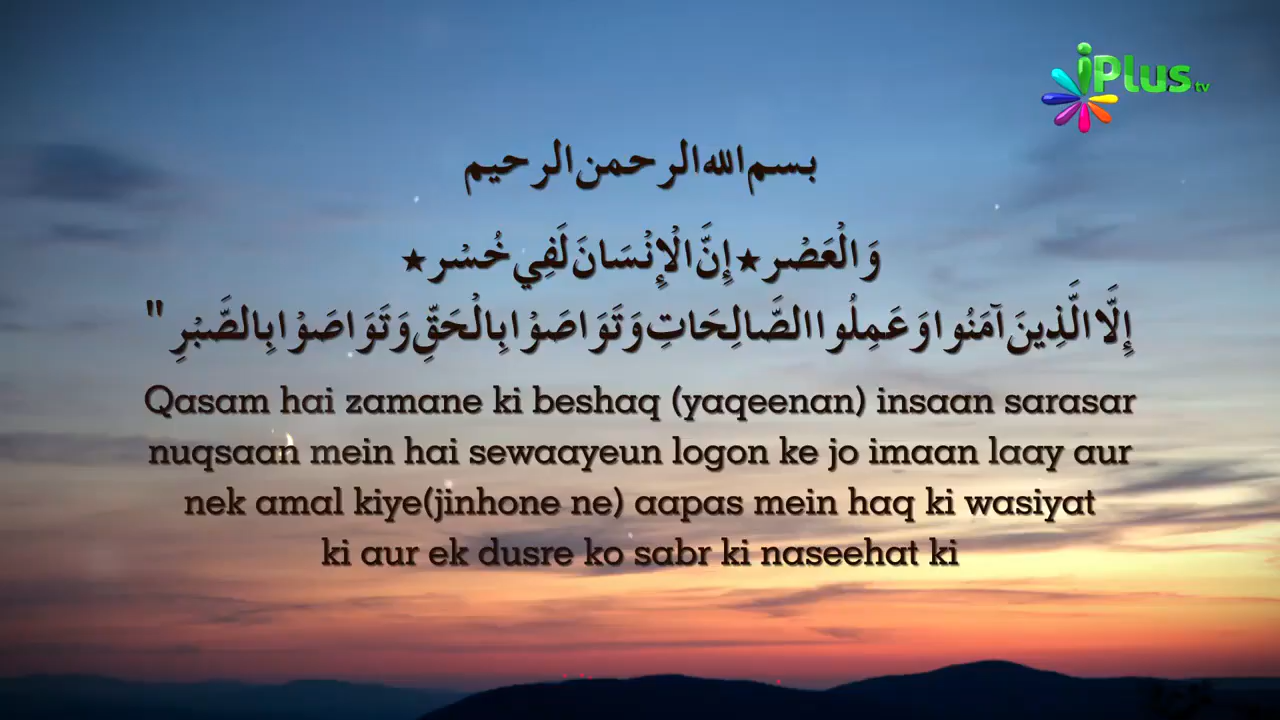 iPlus tv
بسم الله الرحمن الرحيم
وَالْعَصْرِ ★ إِنَّ الْإِنْسَانَ لَفِي خُسْرٍ ★
إِلَّا الَّذِينَ آمَنُوا وَعَمِلُوا الصَّالِحَاتِ وَتَوَاصَوْا بِالْحَقِّ وَتَوَاصَوْا بِالصَّبْرِ "
Qasam hai zamane ki beshaq (yaqeenan) insaan sarasar
nuqsaan mein hai sewaayeun logon ke jo imaan laay aur
nek amal kiye(jinhone ne) aapas mein haq ki wasiyat
ki aur ek dusre ko sabr ki naseehat ki